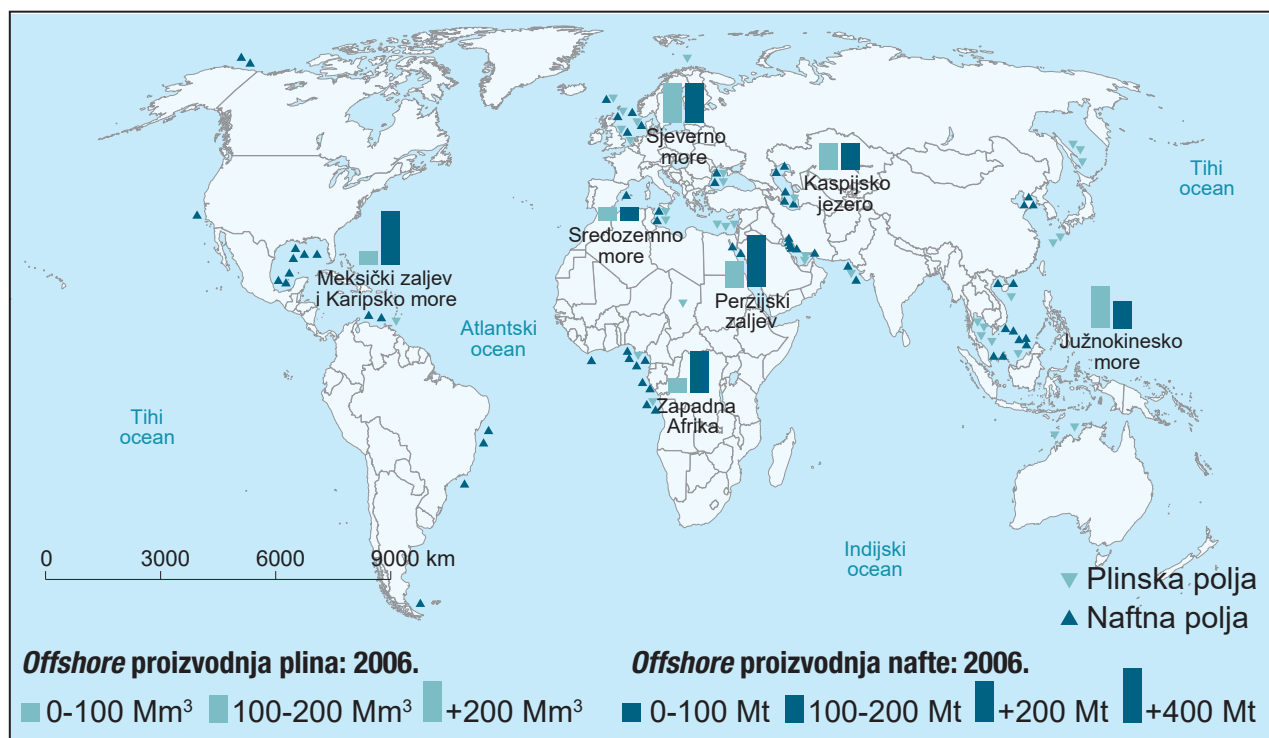 Sjeverno
more
Tihi
ocean
Kaspijsko
jezero
Sredozemno
more
Meksički zaljev
i Karipsko more
Perzijski
zaljev
Atlantski
ocean
Južnokinesko
more
Zapadna
Afrika
Tihi
ocean
Indijski
ocean
0 3000 6000 9000 km
Plinska polja
Naftna polja
Offshore proizvodnja plina: 2006.
0-100 Mm³ 100-200 Mm³ +200 Mm³
Offshore proizvodnja nafte: 2006.
0-100 Mt 100-200 Mt +200 Mt +400 Mt